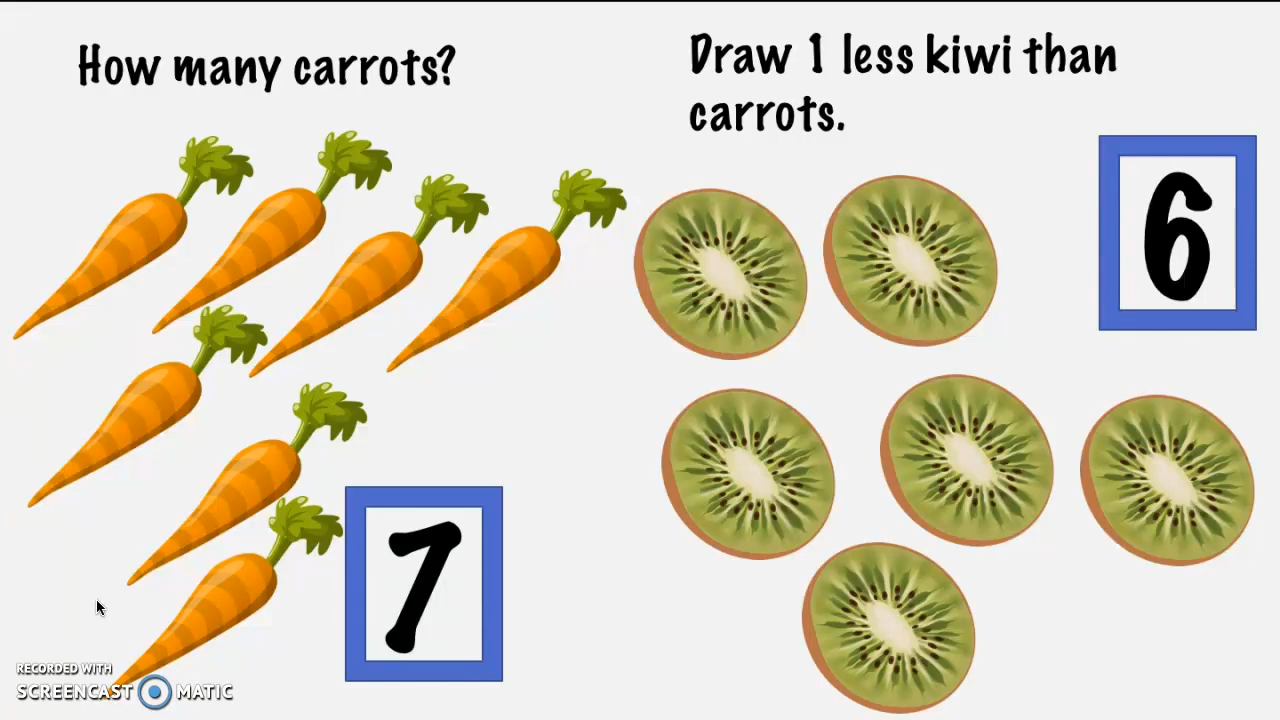 How many carrots?
Draw 1 less kiwi than
carrots.
6
7
RECORDED WITH
SCREENCAST MATIC